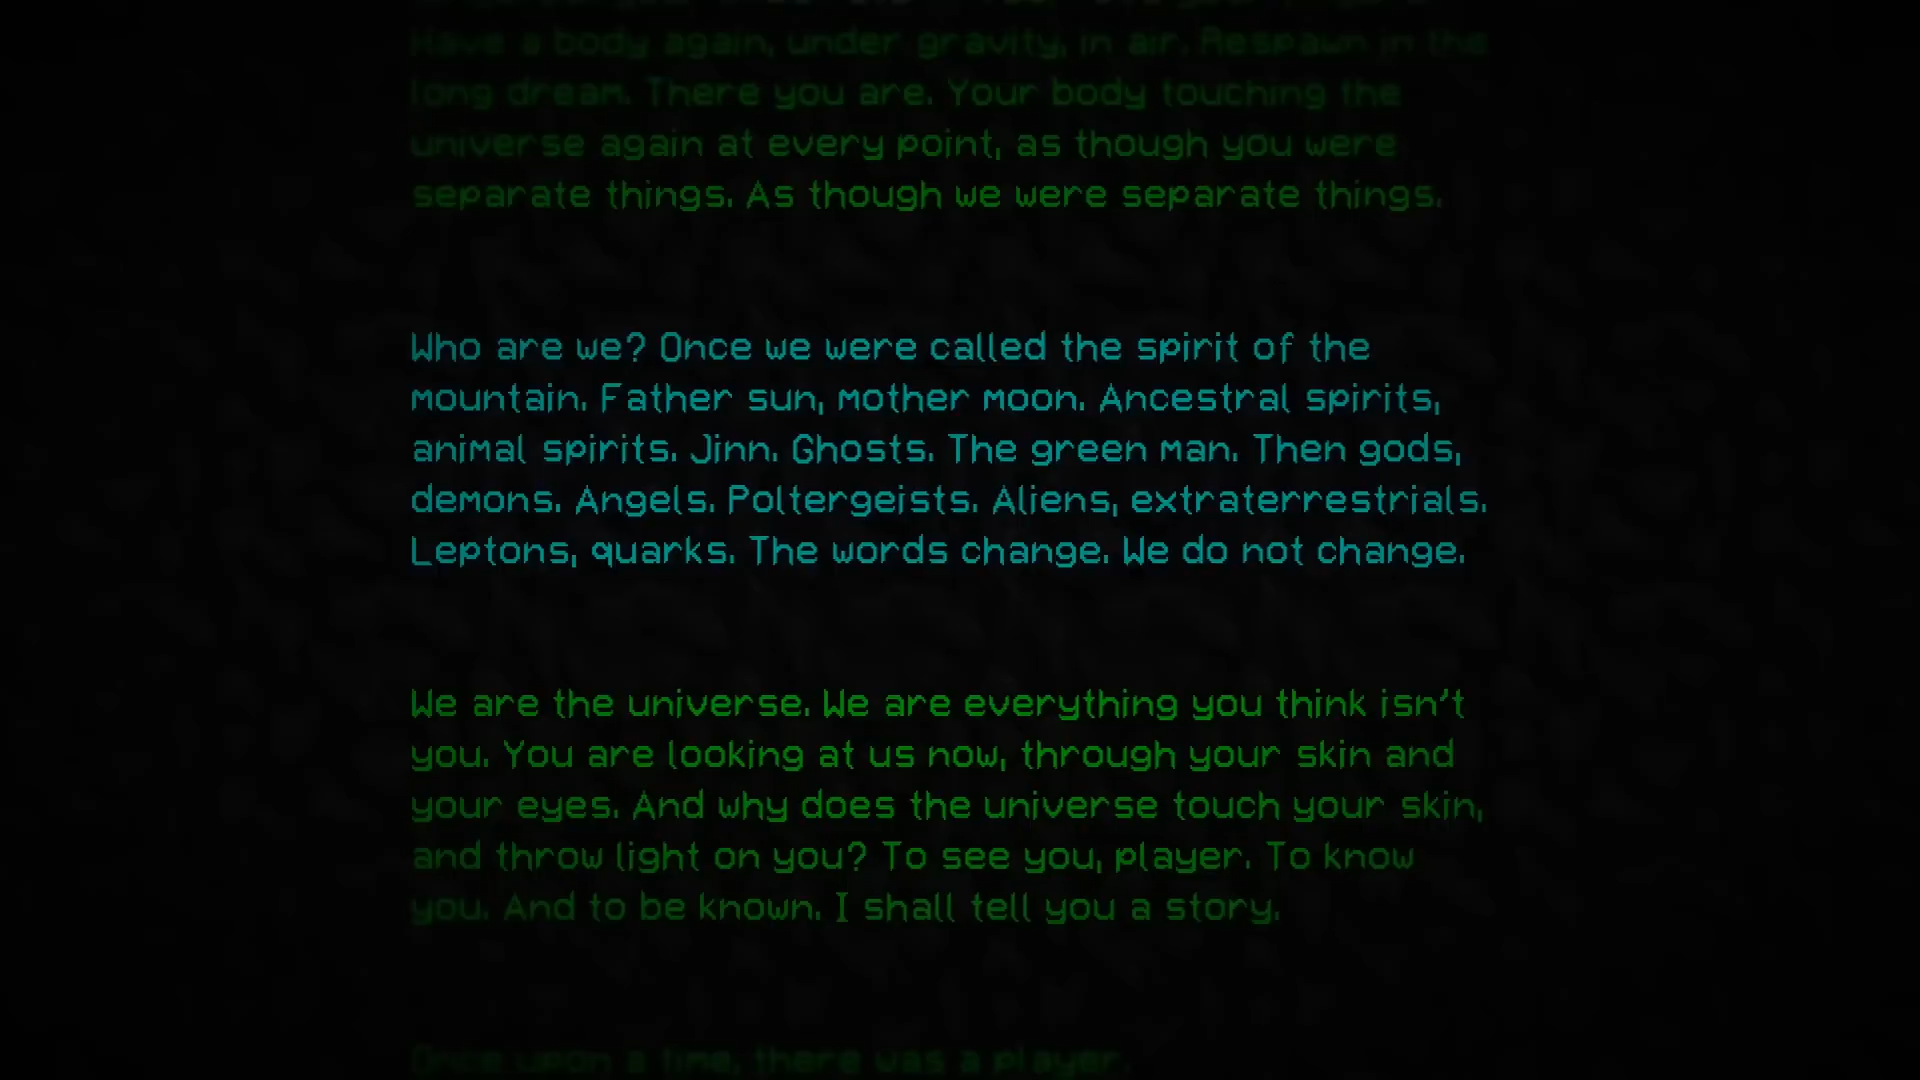 Have a body again, under gravity, in air. Respawn in the
long dream. There you are. Your body touching the
universe again at every point, as though you were
separate things. As though we were separate things.
Who are we? Once we were called the spirit of the
mountain. Father sun, mother moon. Ancestral spirits,
animal spirits. Jinn. Ghosts. The green man. Then gods,
demons. Angels. Poltergeists. Aliens, extraterrestrials.
Leptons, quarks. The words change. We do not change.
We are the universe. We are everything you think isn't
you. You are looking at us now, through your skin and
your eyes. And why does the universe touch your skin,
and throw light on you? To see you, player. To know
you. And to be known. I shall tell you a story.
Once upon a time, there was a player.